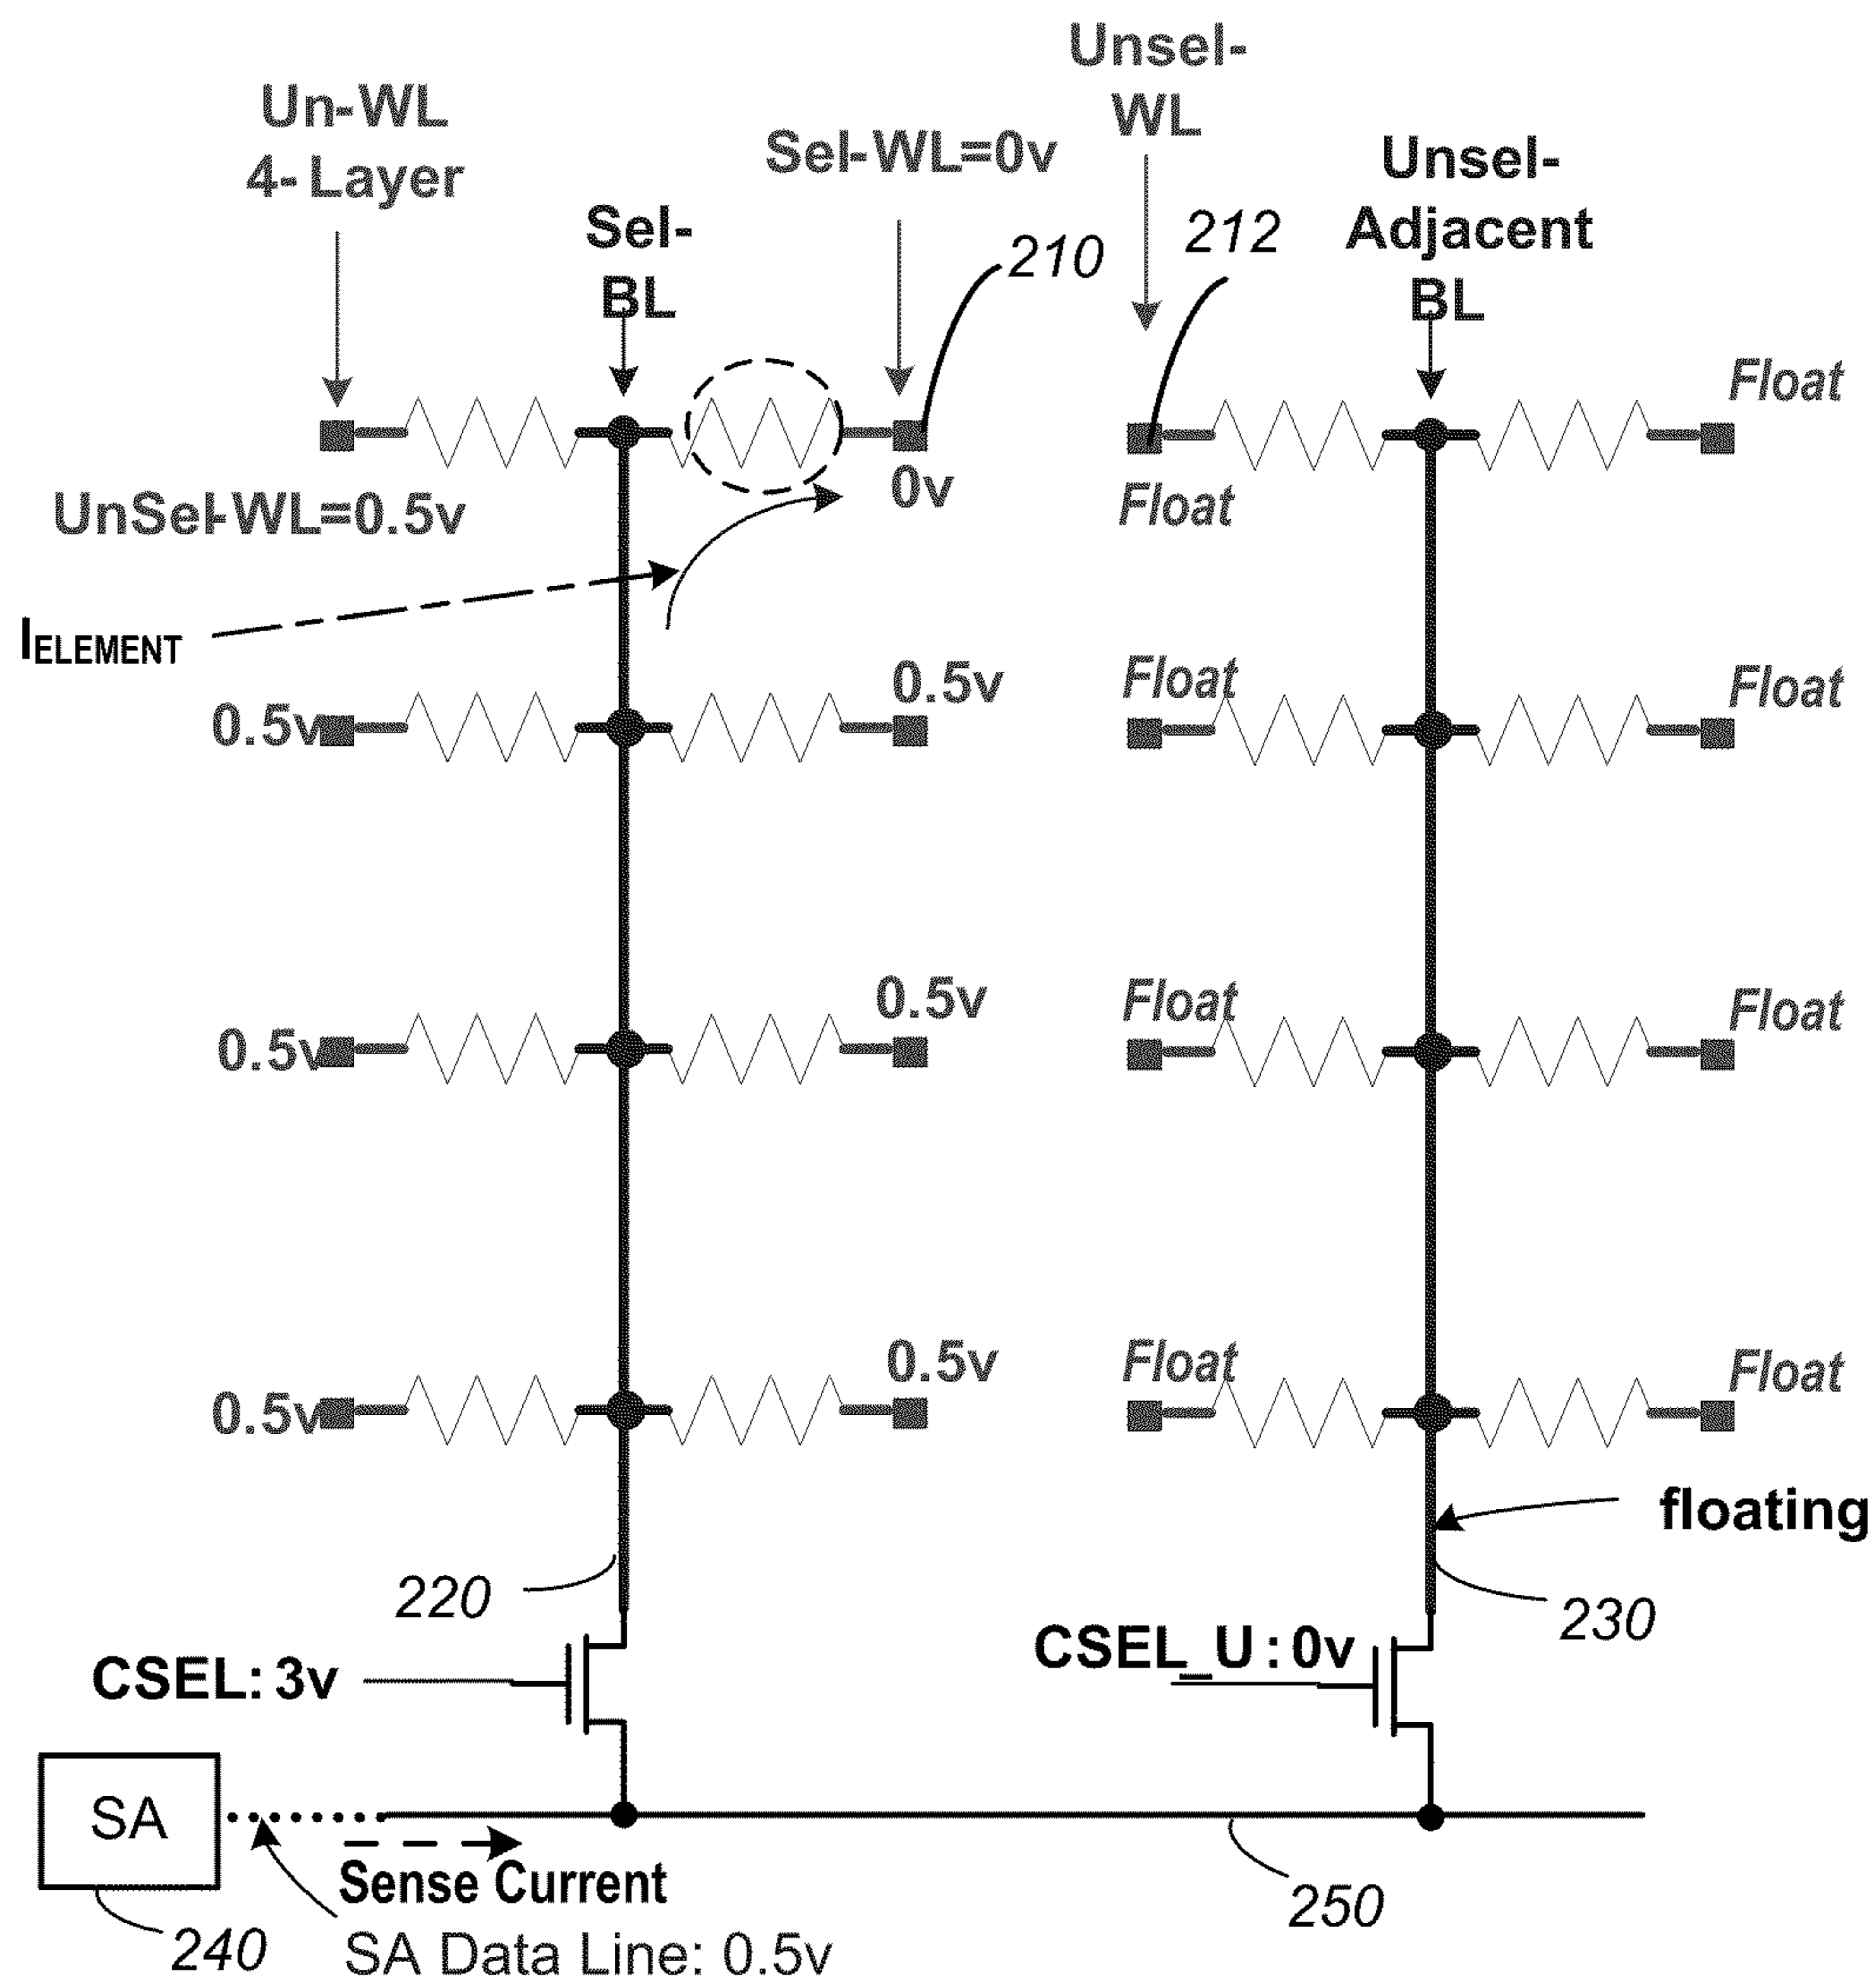 Unsel-
WL
Un-WL
4-Layer
Sel-WL=0v
Unsel-
Adjacent
BL
Sel-
BL
210
212
Float
UnSel-WL=0.5v
0v
Float
IELEMENT
0.5v
0.5v
Float
Float
0.5v
0.5v
Float
Float
0.5v
0.5v
Float
Float
floating
220
230
CSEL: 3v
CSEL_U : 0v
SA
Sense Current
240
SA Data Line: 0.5v
250